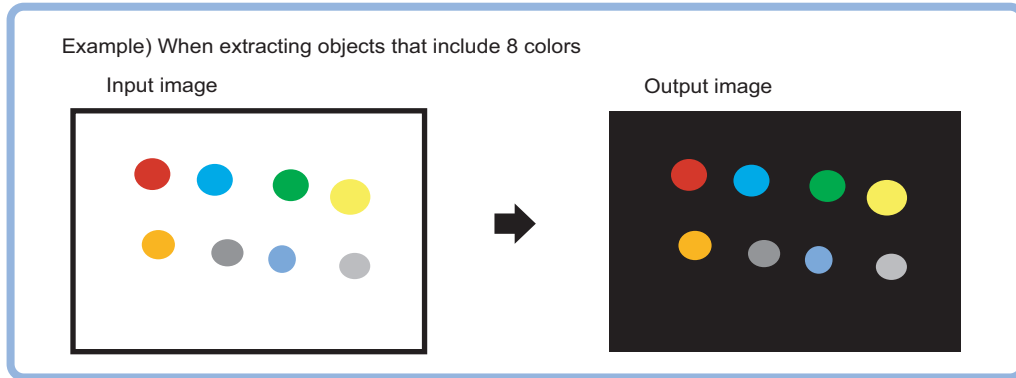 Example) When extracting objects that include 8 colors
Input image
Output image